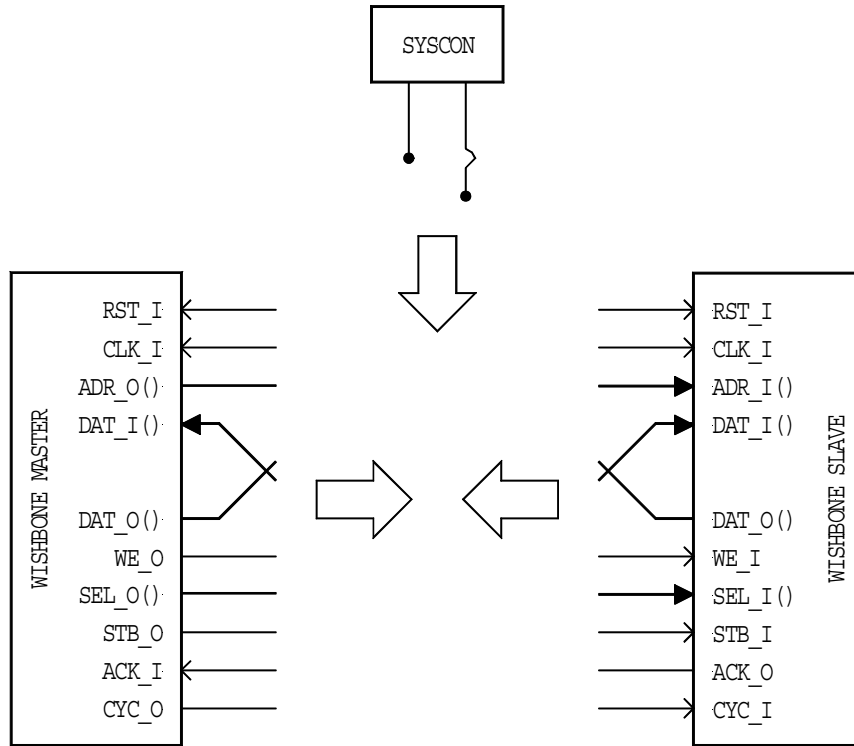 SYSCON
WISHBONE MASTER
RST_I
CLK_I
ADR_O()
DAT_I()
DAT_O()
WE_O
SEL_O()
STB_O
ACK_I
CYC_O
RST_I
CLK_I
ADR_I()
DAT_I()
DAT_O()
WE_I
SEL_I()
STB_I
ACK_O
CYC_I
WISHBONE SLAVE